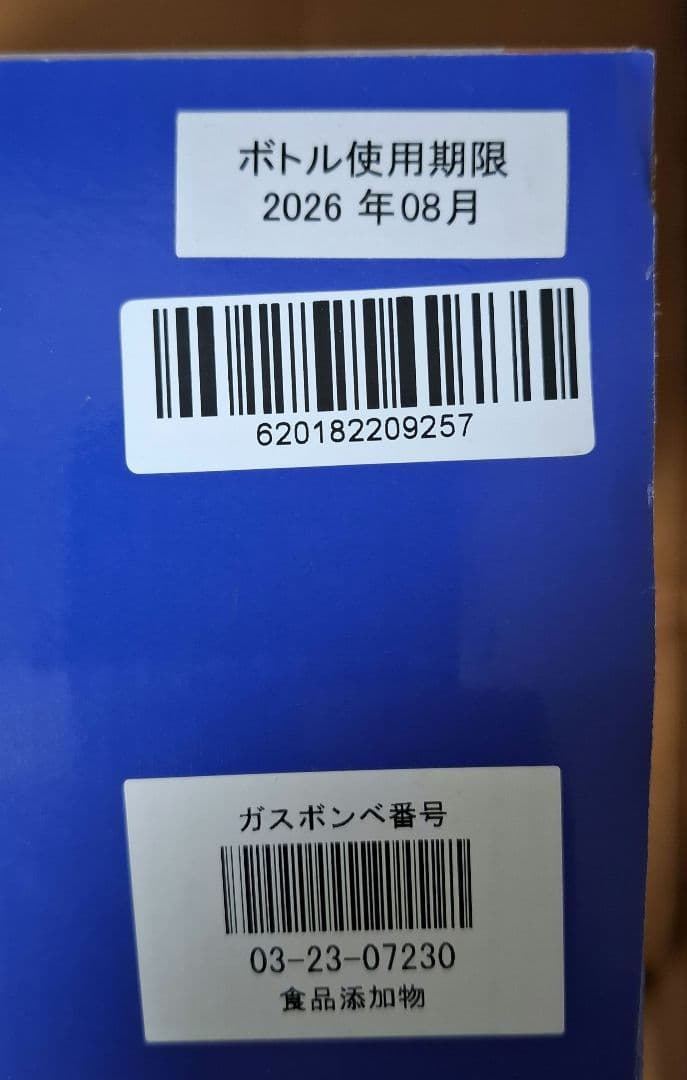 ボトル使用期限
2026 年08月
620182209257
ガスボンベ番号
03-23-07230
食品添加物